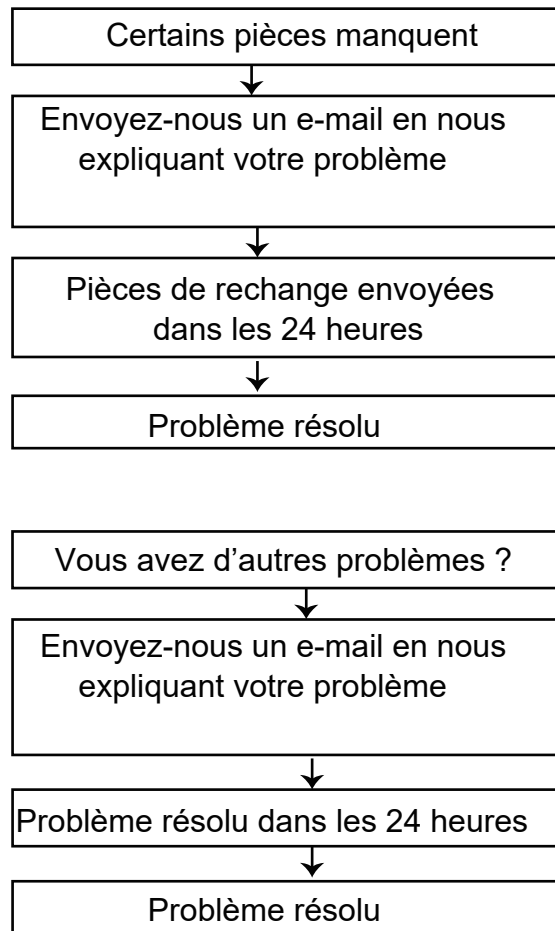 Certains pièces manquent
Envoyez-nous un e-mail en nous
expliquant votre problème
Pièces de rechange envoyées
dans les 24 heures
Problème résolu
Vous avez d’autres problèmes ?
Envoyez-nous un e-mail en nous
expliquant votre problème
Problème résolu dans les 24 heures
Problème résolu